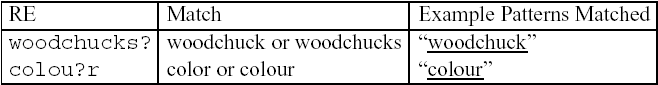 RE Match Example Patterns Matched
woodchucks? woodchuck or woodchucks “woodchuck”
colou?r color or colour “colour”